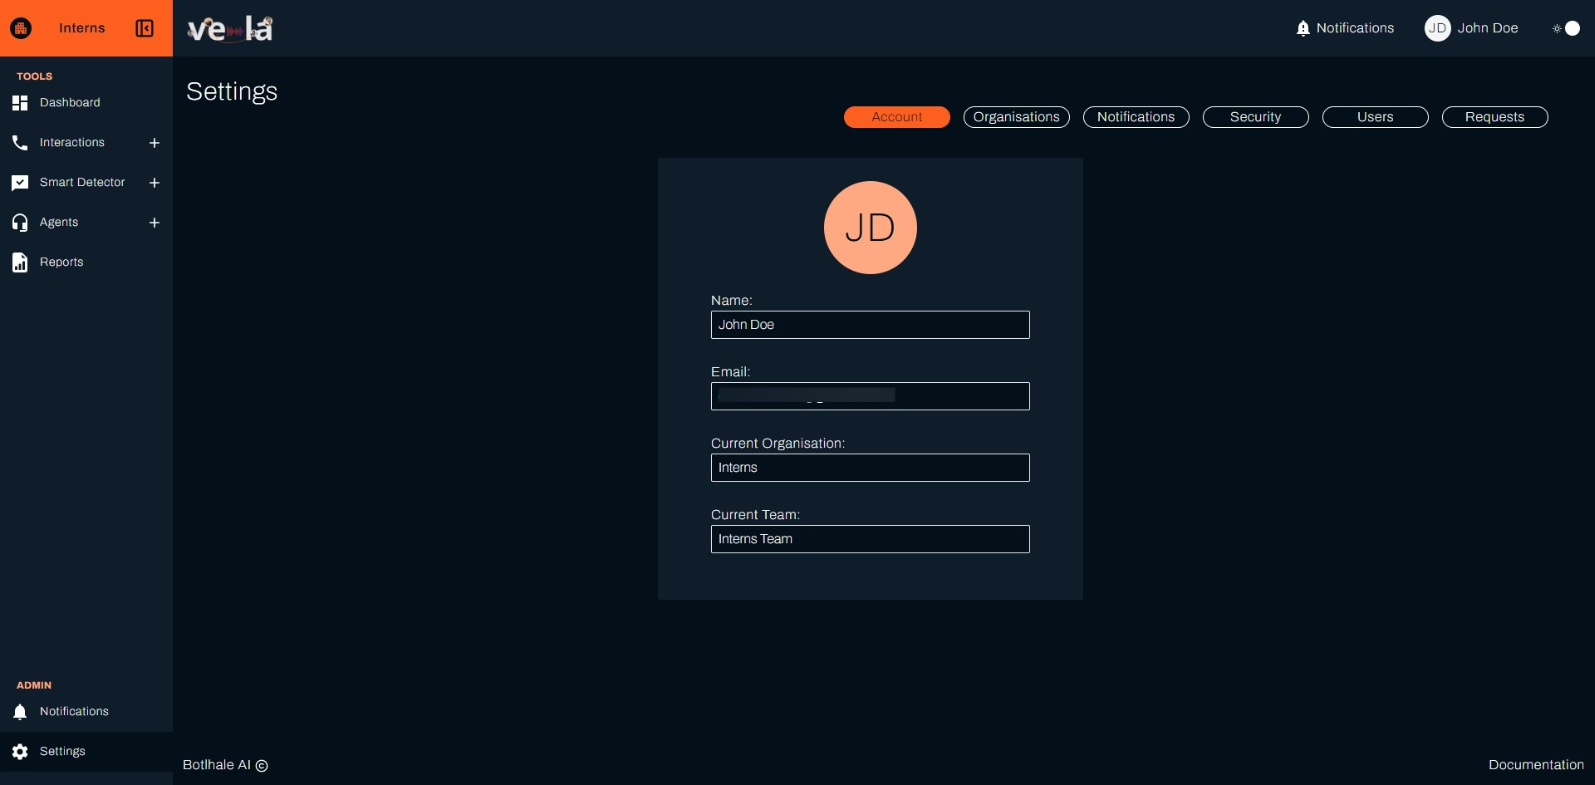 Interns
vela
Notifications
JD John Doe
TOOLS
Dashboard
Interactions +
Smart Detector +
Agents +
Reports
ADMIN
Notifications
Settings
Settings
Account Organisations Notifications Security Users Requests
JD
Name:
John Doe
Email:
Current Organisation:
Interns
Current Team:
Interns Team
Botlhale AI ©
Documentation